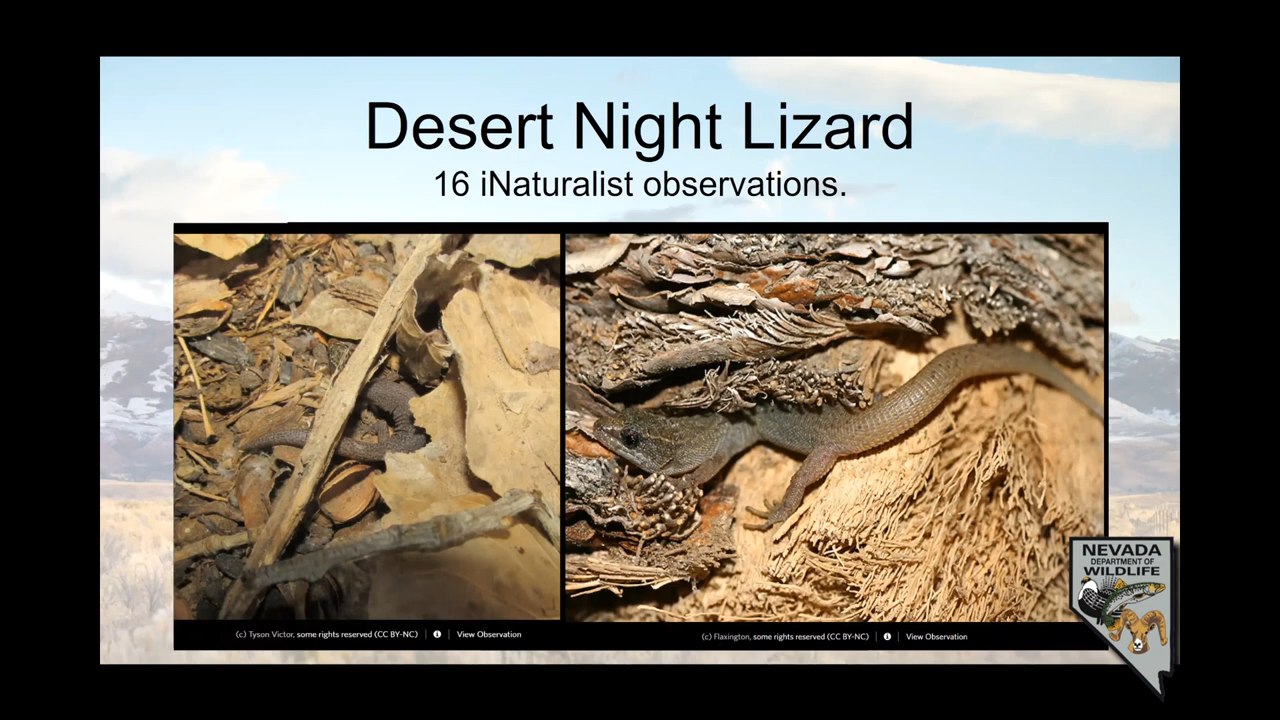 Desert Night Lizard
16 iNaturalist observations.
(c) Tyson Victor, some rights reserved (CC BY-NC) | View Observation
(c) Flaxington, some rights reserved (CC BY-NC) | View Observation
NEVADA
DEPARTMENT OF
WILDLIFE